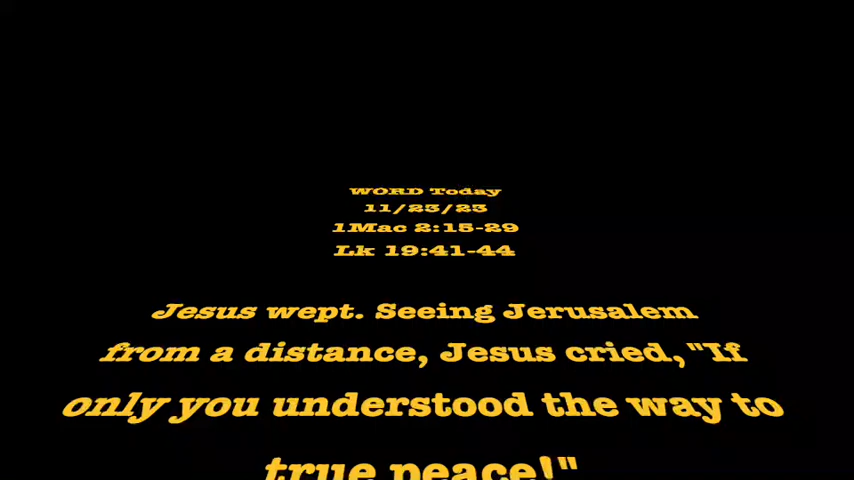 WORD Today
11/23/23
1Mac 2:15-29
Lk 19:41-44
Jesus wept. Seeing Jerusalem
from a distance, Jesus cried,"If
only you understood the way to
true peace!"